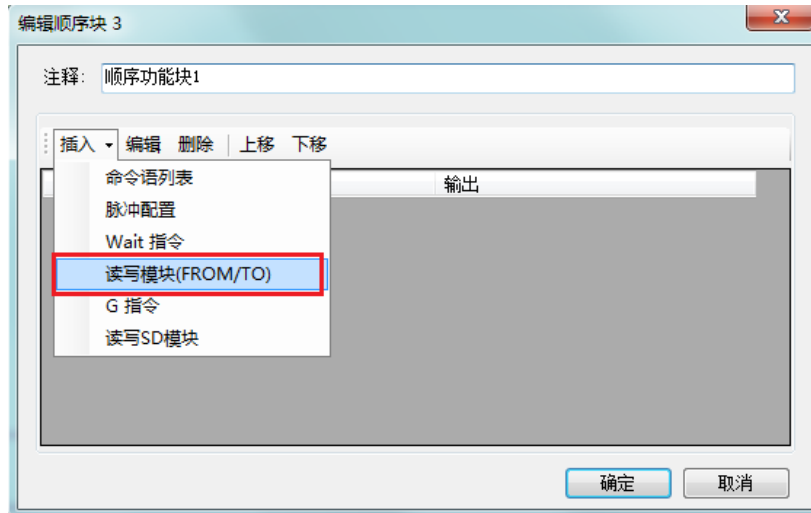 编辑顺序块 3
注释: 顺序功能块1
插入 编辑 删除 上移 下移
命令语列表 输出
脉冲配置
Wait 指令
读写模块(FROM/TO)
G 指令
读写SD模块
确定 取消